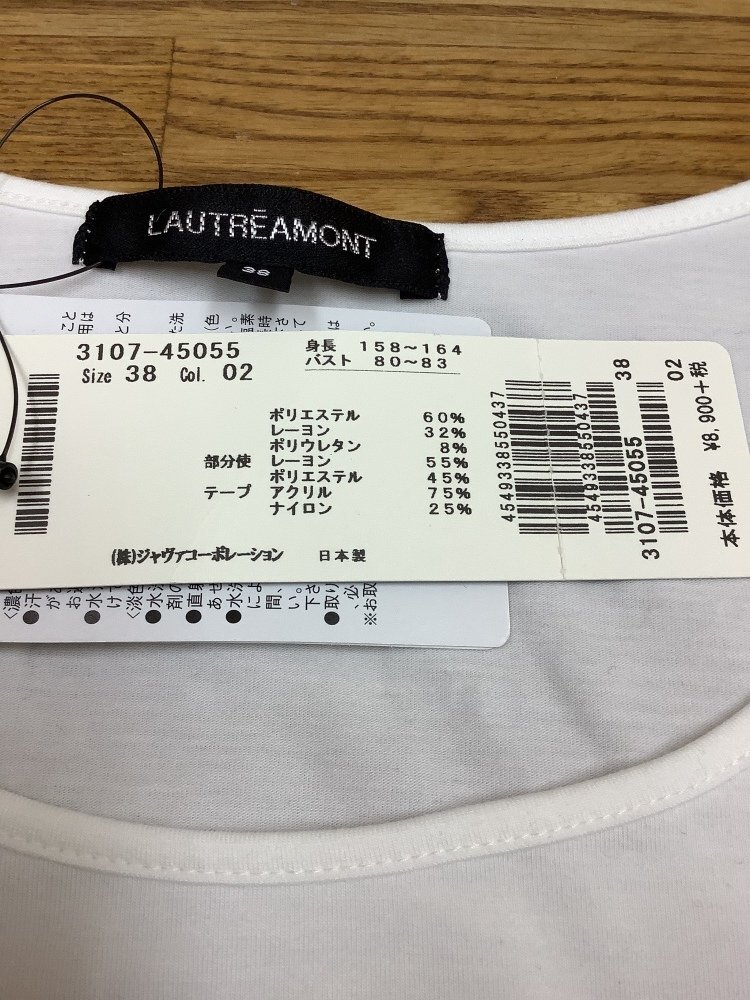 LAUTRÉAMONT
38
3107-45055
Size 38 Col. 02
身長 158~164
バスト 80~83
ポリエステル 60%
レーヨン 32%
ポリウレタン 8%
部分使 レーヨン 55%
ポリエステル 45%
テープ アクリル 75%
ナイロン 25%
(株)ジャヴァコーポレーション 日本製
4549338550437
4549338550437
3107-45055
38
02
本体価格 ¥8,900+税